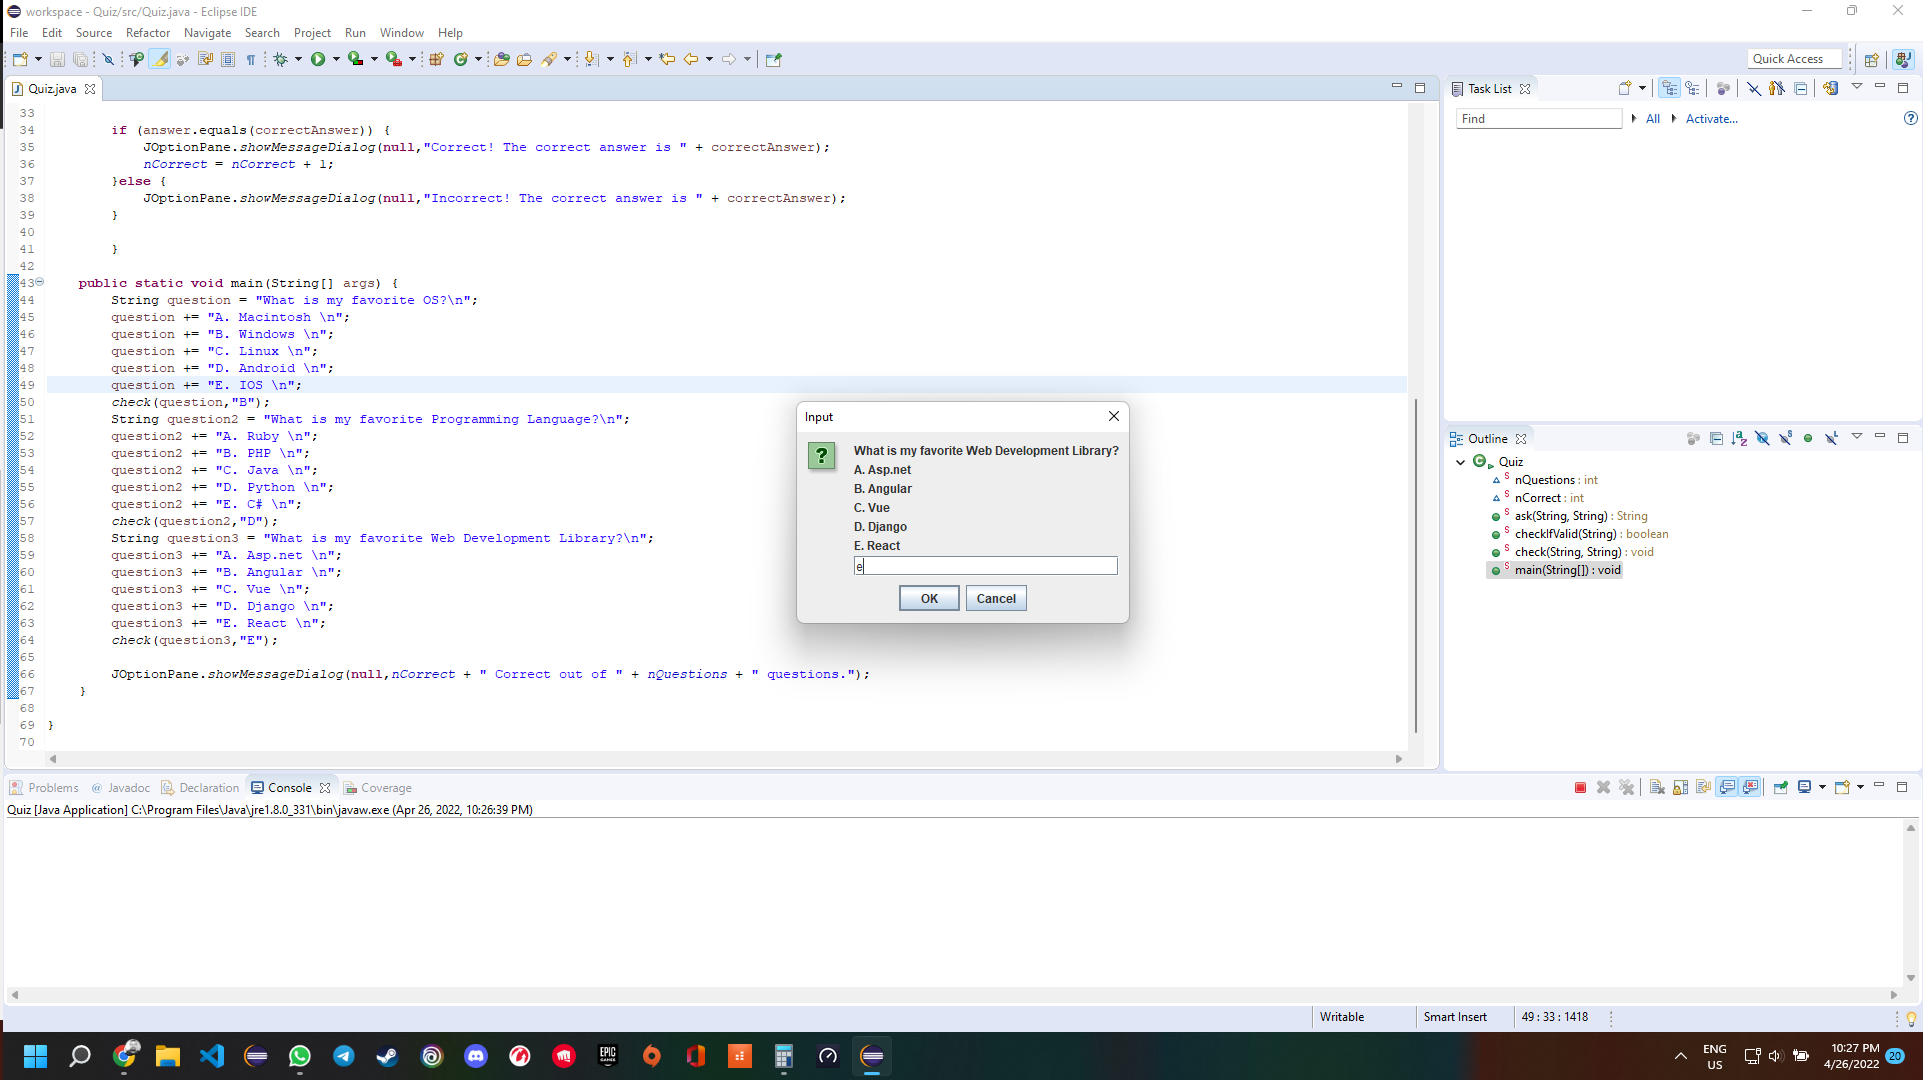 workspace - Quiz/src/Quiz.java - Eclipse IDE
File Edit Source Refactor Navigate Search Project Run Window Help
Quick Access
Quiz.java
33
34 if (answer.equals(correctAnswer)) {
35 JOptionPane.showMessageDialog(null,"Correct! The correct answer is " + correctAnswer);
36 nCorrect = nCorrect + 1;
37 }else {
38 JOptionPane.showMessageDialog(null,"Incorrect! The correct answer is " + correctAnswer);
39 }
40
41 }
42
43 public static void main(String[] args) {
44 String question = "What is my favorite OS?\n";
45 question += "A. Macintosh \n";
46 question += "B. Windows \n";
47 question += "C. Linux \n";
48 question += "D. Android \n";
49 question += "E. IOS \n";
50 check(question,"B");
51 String question2 = "What is my favorite Programming Language?\n";
52 question2 += "A. Ruby \n";
53 question2 += "B. PHP \n";
54 question2 += "C. Java \n";
55 question2 += "D. Python \n";
56 question2 += "E. C# \n";
57 check(question2,"D");
58 String question3 = "What is my favorite Web Development Library?\n";
59 question3 += "A. Asp.net \n";
60 question3 += "B. Angular \n";
61 question3 += "C. Vue \n";
62 question3 += "D. Django \n";
63 question3 += "E. React \n";
64 check(question3,"E");
65
66 JOptionPane.showMessageDialog(null,nCorrect + " Correct out of " + nQuestions + " questions.");
67 }
68
69 }
70
Input
What is my favorite Web Development Library?
A. Asp.net
B. Angular
C. Vue
D. Django
E. React
e
OK Cancel
Task List
Find All Activate...
Outline
Quiz
nQuestions : int
nCorrect : int
ask(String, String) : String
checkIfValid(String) : boolean
check(String, String) : void
main(String[]) : void
Problems Javadoc Declaration Console Coverage
Quiz [Java Application] C:\Program Files\Java\jre1.8.0_331\bin\javaw.exe (Apr 26, 2022, 10:26:39 PM)
Writable Smart Insert 49 : 33 : 1418
EPIC GAMES
ENG US
10:27 PM
4/26/2022
20